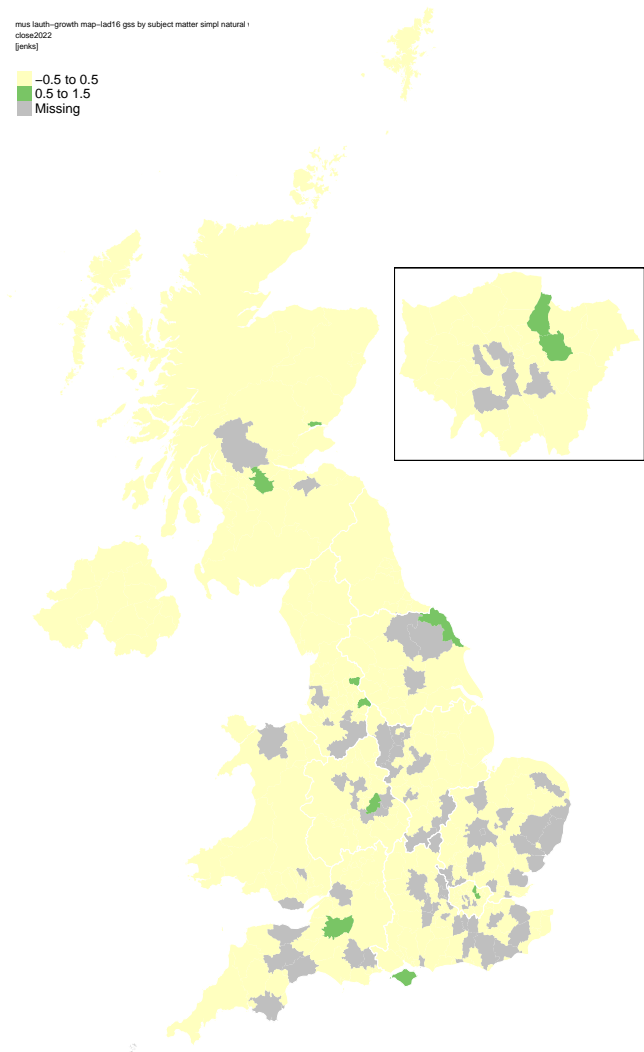 mus lauth−growth map−lad16 gss by subject matter simpl natural
close2022
[jenks]
−0.5 to 0.5
0.5 to 1.5
Missing